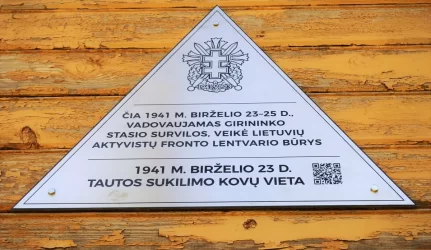 ČIA 1941 M. BIRŽELIO 23-25 D.,
VADOVAUJAMAS GIRININKO
STASIO SURVILOS, VEIKĖ LIETUVIŲ
AKTYVISTŲ FRONTO LENTVARIO BŪRYS
1941 M. BIRŽELIO 23 D.
TAUTOS SUKILIMO KOVŲ VIETA